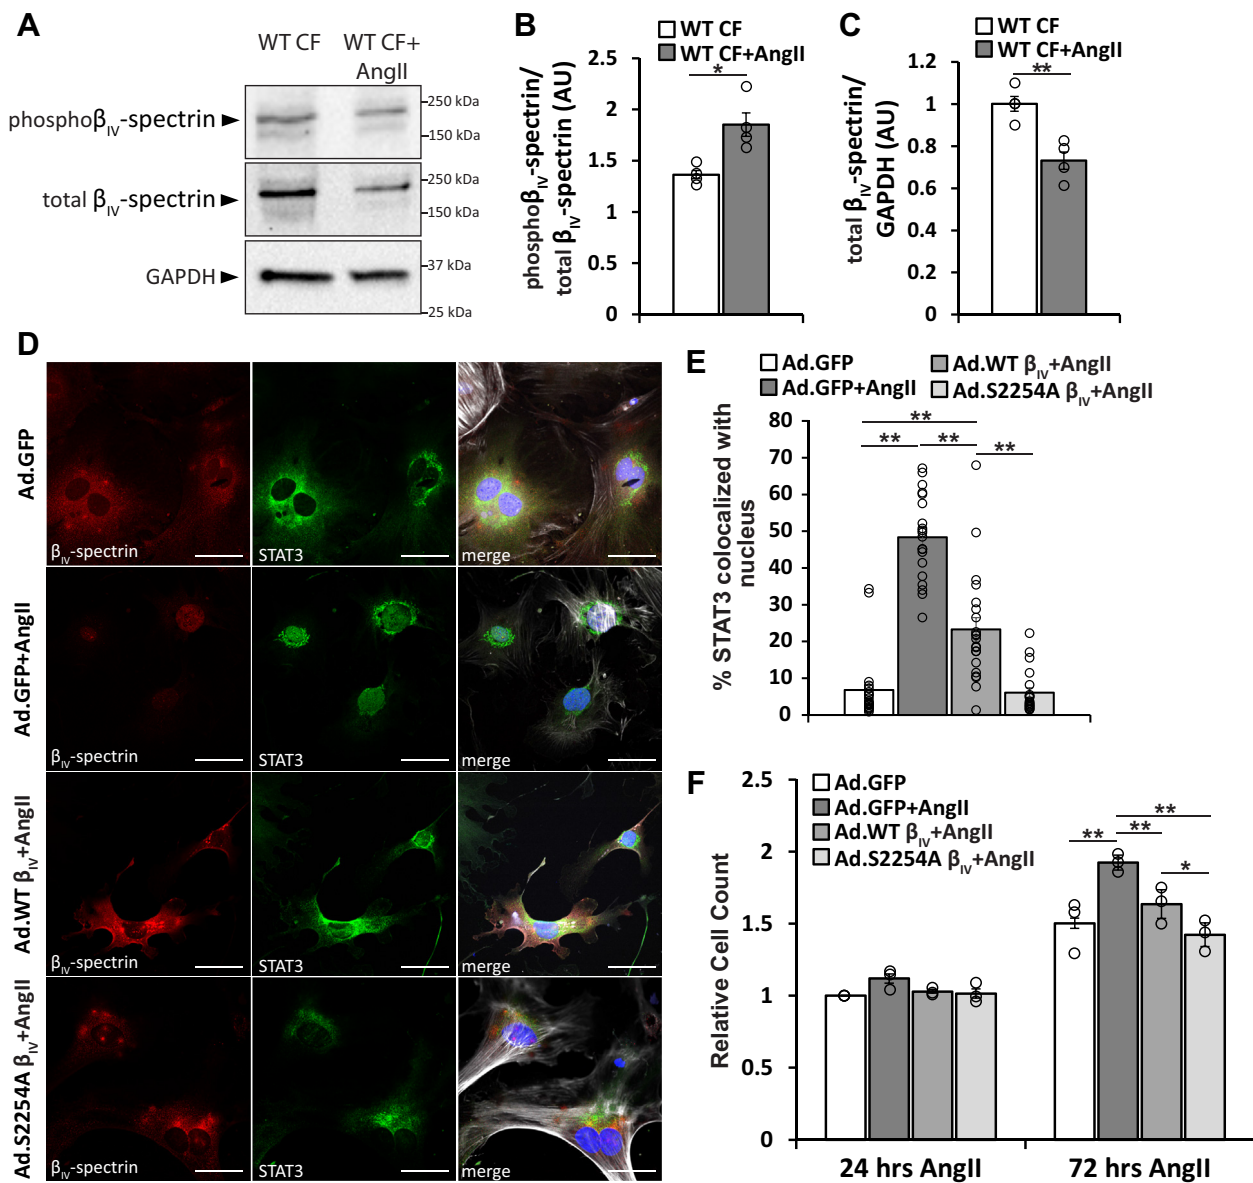 A
WT CF
WT CF+
AngII
phosphoβIV-spectrin
250 kDa
150 kDa
total βIV-spectrin
250 kDa
150 kDa
GAPDH
37 kDa
25 kDa
B
WT CF
WT CF+AngII
phosphoβIV-spectrin/
total βIV-spectrin (AU)
2.5
2
1.5
1
0.5
0
*
C
WT CF
WT CF+AngII
total βIV-spectrin/
GAPDH (AU)
1.2
1
0.8
0.6
0.4
0.2
0
**
D
Ad.GFP
βIV-spectrin
STAT3
merge
Ad.GFP+AngII
βIV-spectrin
STAT3
merge
Ad.WT βIV+AngII
βIV-spectrin
STAT3
merge
Ad.S2254A βIV+AngII
βIV-spectrin
STAT3
merge
E
Ad.GFP
Ad.GFP+AngII
Ad.WT βIV+AngII
Ad.S2254A βIV+AngII
% STAT3 colocalized with
nucleus
80
70
60
50
40
30
20
10
0
**
**
**
**
F
Ad.GFP
Ad.GFP+AngII
Ad.WT βIV+AngII
Ad.S2254A βIV+AngII
Relative Cell Count
2.5
2
1.5
1
0.5
0
**
**
**
*
24 hrs AngII
72 hrs AngII